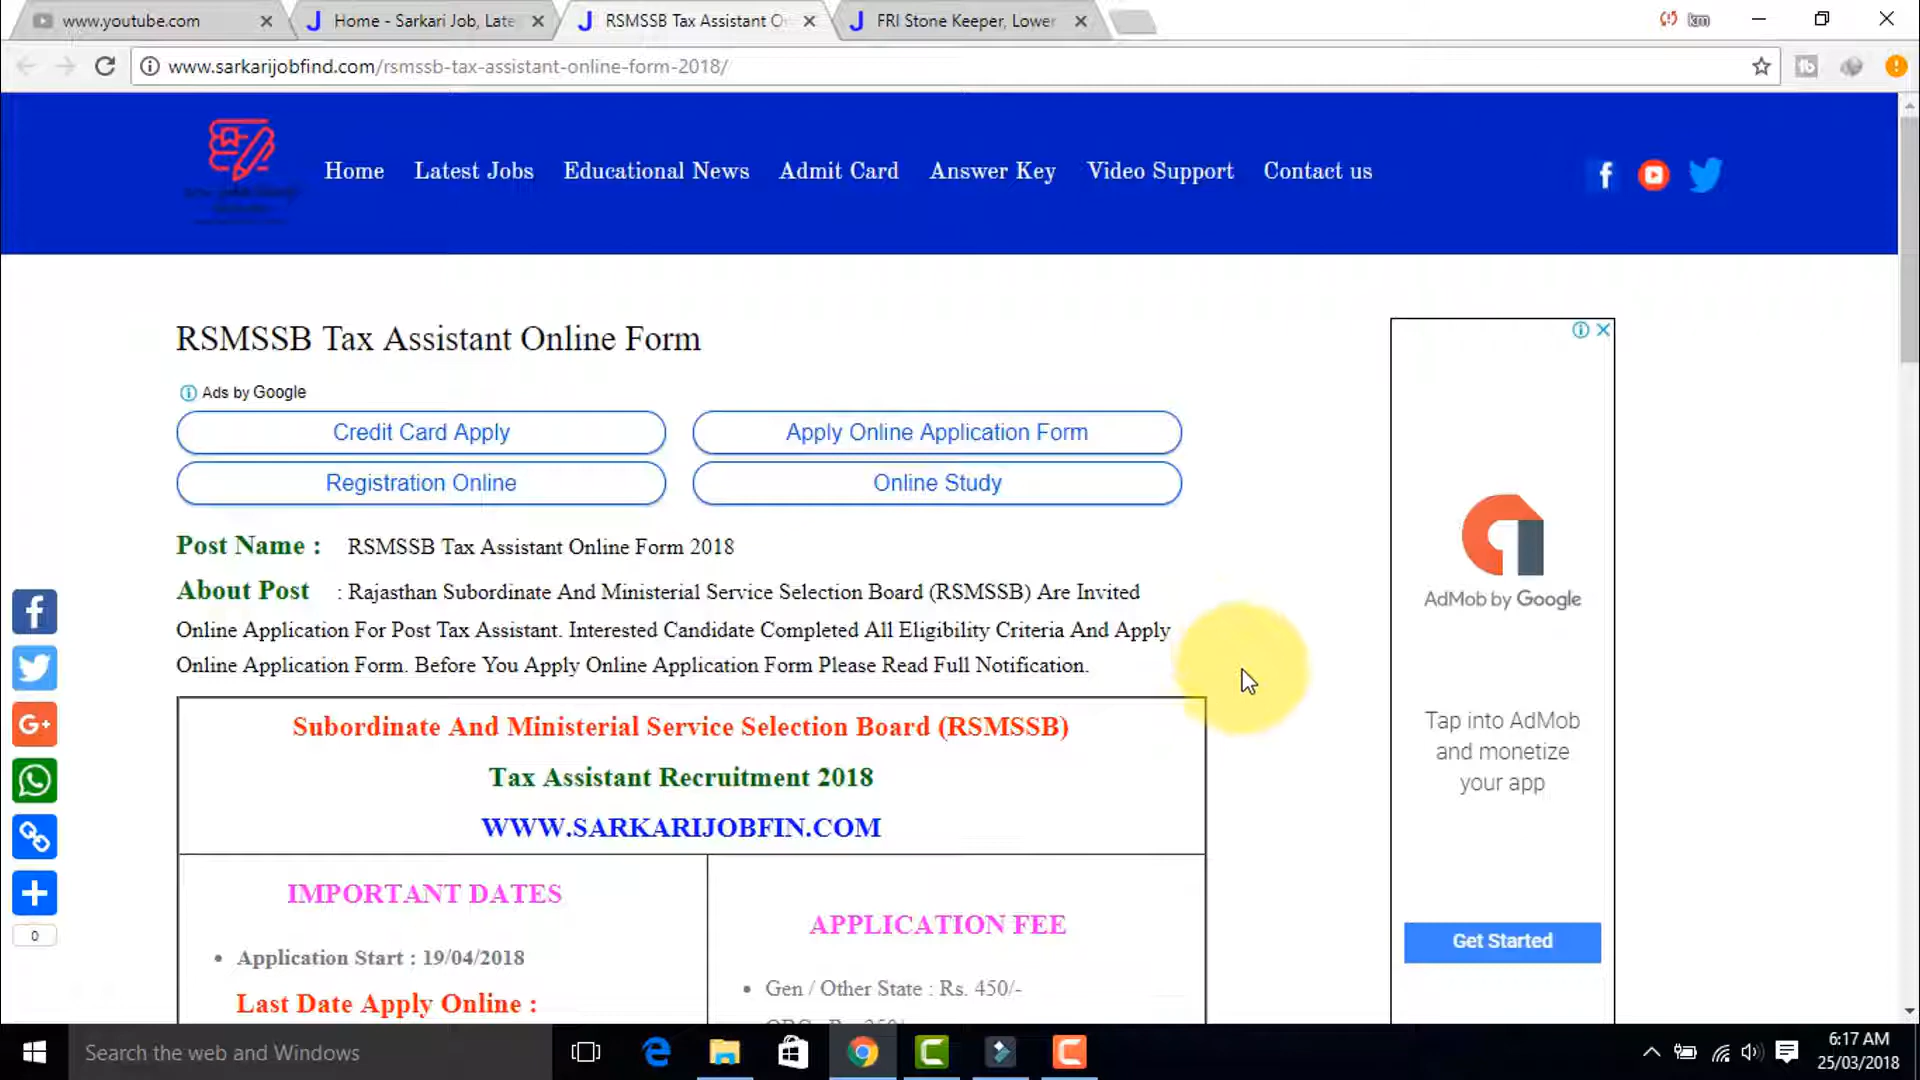 www.youtube.com
Home - Sarkari Job, Late
RSMSSB Tax Assistant O
FRI Stone Keeper, Lower
www.sarkarijobfind.com/rsmssb-tax-assistant-online-form-2018/
Home Latest Jobs Educational News Admit Card Answer Key Video Support Contact us
RSMSSB Tax Assistant Online Form
Ads by Google
Credit Card Apply
Apply Online Application Form
Registration Online
Online Study
Post Name : RSMSSB Tax Assistant Online Form 2018
About Post : Rajasthan Subordinate And Ministerial Service Selection Board (RSMSSB) Are Invited
Online Application For Post Tax Assistant. Interested Candidate Completed All Eligibility Criteria And Apply
Online Application Form. Before You Apply Online Application Form Please Read Full Notification.
Subordinate And Ministerial Service Selection Board (RSMSSB)
Tax Assistant Recruitment 2018
WWW.SARKARIJOBFIN.COM
IMPORTANT DATES
Application Start : 19/04/2018
Last Date Apply Online :
APPLICATION FEE
Gen / Other State : Rs. 450/-
AdMob by Google
Tap into AdMob
and monetize
your app
Get Started
0
Search the web and Windows
6:17 AM
25/03/2018